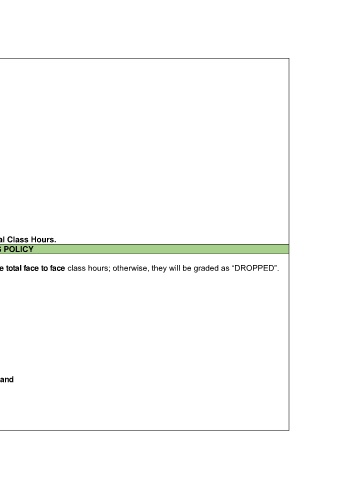 al Class Hours.
S POLICY
e total face to face class hours; otherwise, they will be graded as “DROPPED”.
and